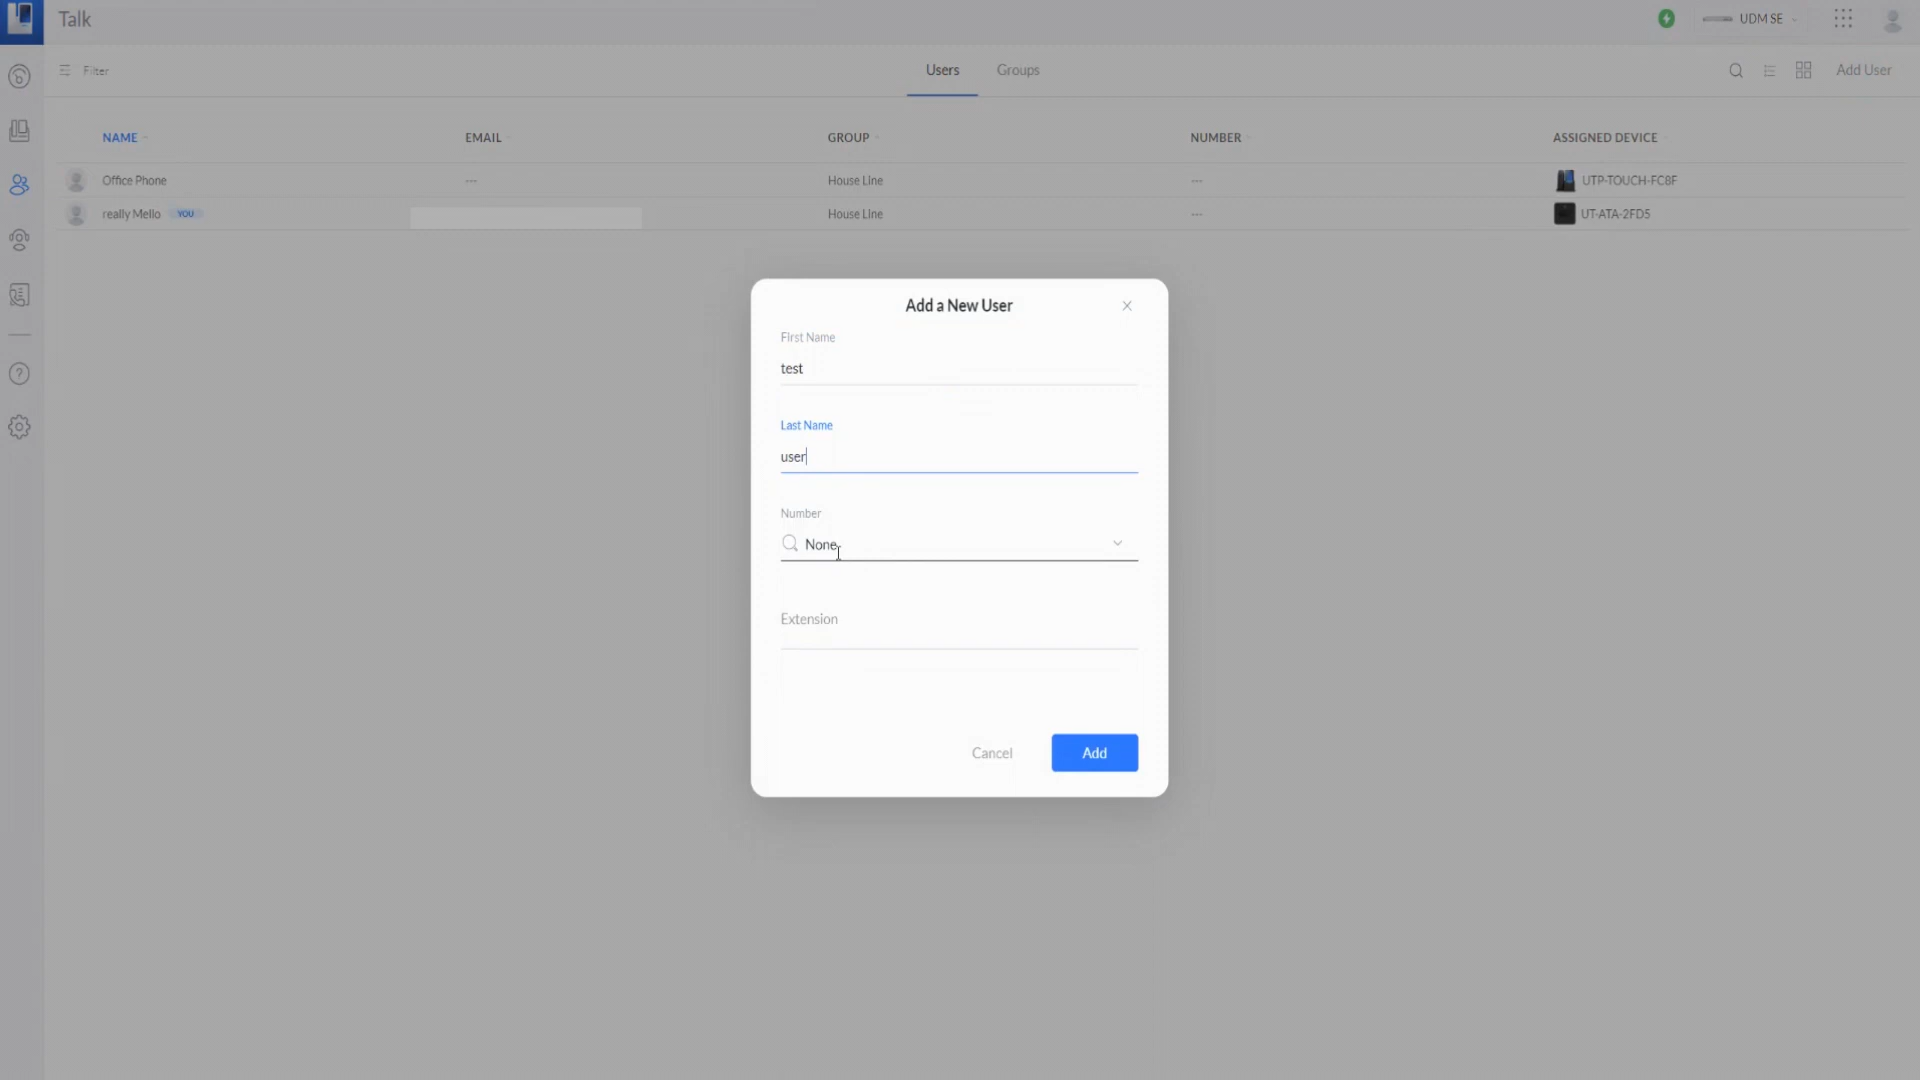 Talk
UDM SE
Filter
Users
Groups
Add User
NAME
EMAIL
GROUP
NUMBER
ASSIGNED DEVICE
Office Phone
---
House Line
---
UTP-TOUCH-FC8F
really Mello
YOU
House Line
---
UT-ATA-2FD5
Add a New User
First Name
test
Last Name
user
Number
None
Extension
Cancel
Add